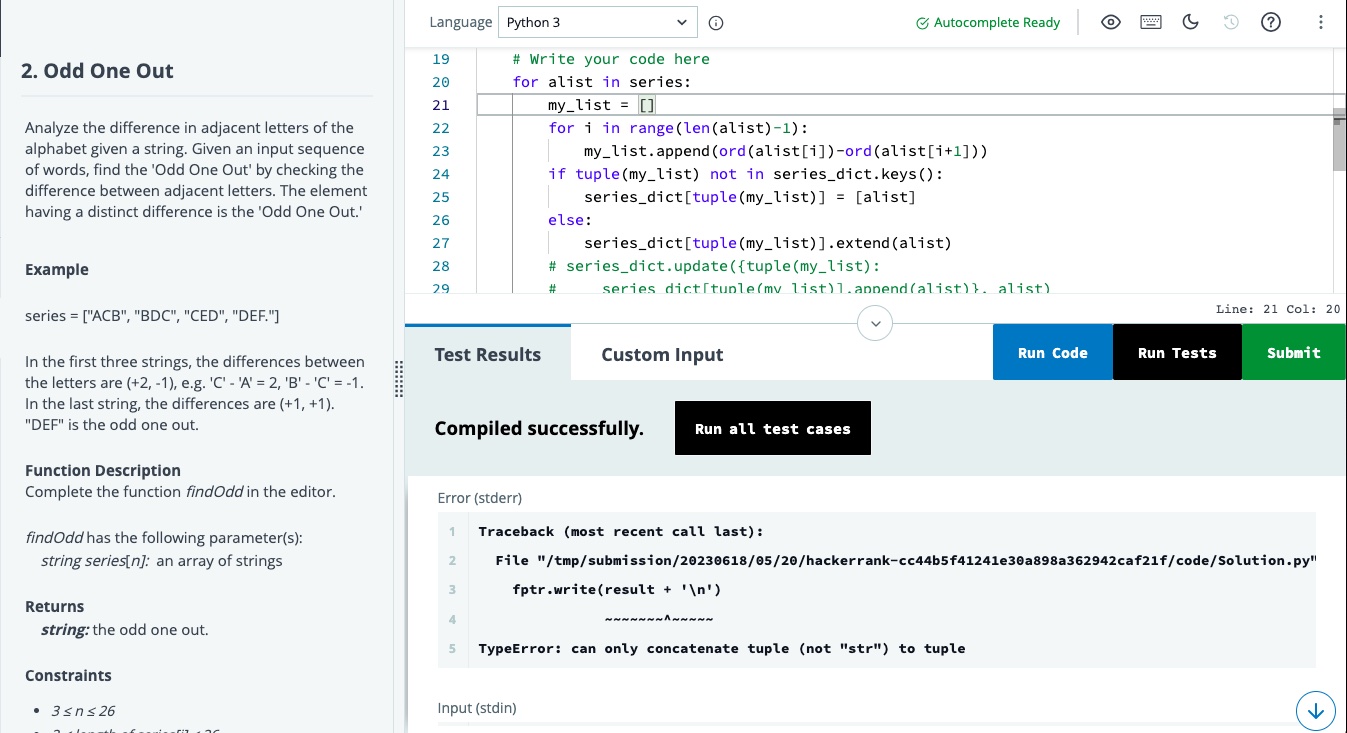 Language
Python 3
Autocomplete Ready
2. Odd One Out
Analyze the difference in adjacent letters of the
alphabet given a string. Given an input sequence
of words, find the 'Odd One Out' by checking the
difference between adjacent letters. The element
having a distinct difference is the 'Odd One Out.'
Example
series = ["ACB", "BDC", "CED", "DEF."]
In the first three strings, the differences between
the letters are (+2, -1), e.g. 'C' - 'A' = 2, 'B' - 'C' = -1.
In the last string, the differences are (+1, +1).
"DEF" is the odd one out.
Function Description
Complete the function findOdd in the editor.
findOdd has the following parameter(s):
string series[n]: an array of strings
Returns
string: the odd one out.
Constraints
• 3 ≤ n ≤ 26
19 # Write your code here
20 for alist in series:
21 my_list = []
22 for i in range(len(alist)-1):
23 my_list.append(ord(alist[i])-ord(alist[i+1]))
24 if tuple(my_list) not in series_dict.keys():
25 series_dict[tuple(my_list)] = [alist]
26 else:
27 series_dict[tuple(my_list)].extend(alist)
28 # series_dict.update({tuple(my_list):
29 # series_dict[tuple(my_list)].append(alist)}, alist)
Line: 21 Col: 20
Test Results
Custom Input
Run Code
Run Tests
Submit
Compiled successfully.
Run all test cases
Error (stderr)
1 Traceback (most recent call last):
2 File "/tmp/submission/20230618/05/20/hackerrank-cc44b5f41241e30a898a362942caf21f/code/Solution.py"
3 fptr.write(result + '\n')
4 ~~~~~~~^~~~~~
5 TypeError: can only concatenate tuple (not "str") to tuple
Input (stdin)